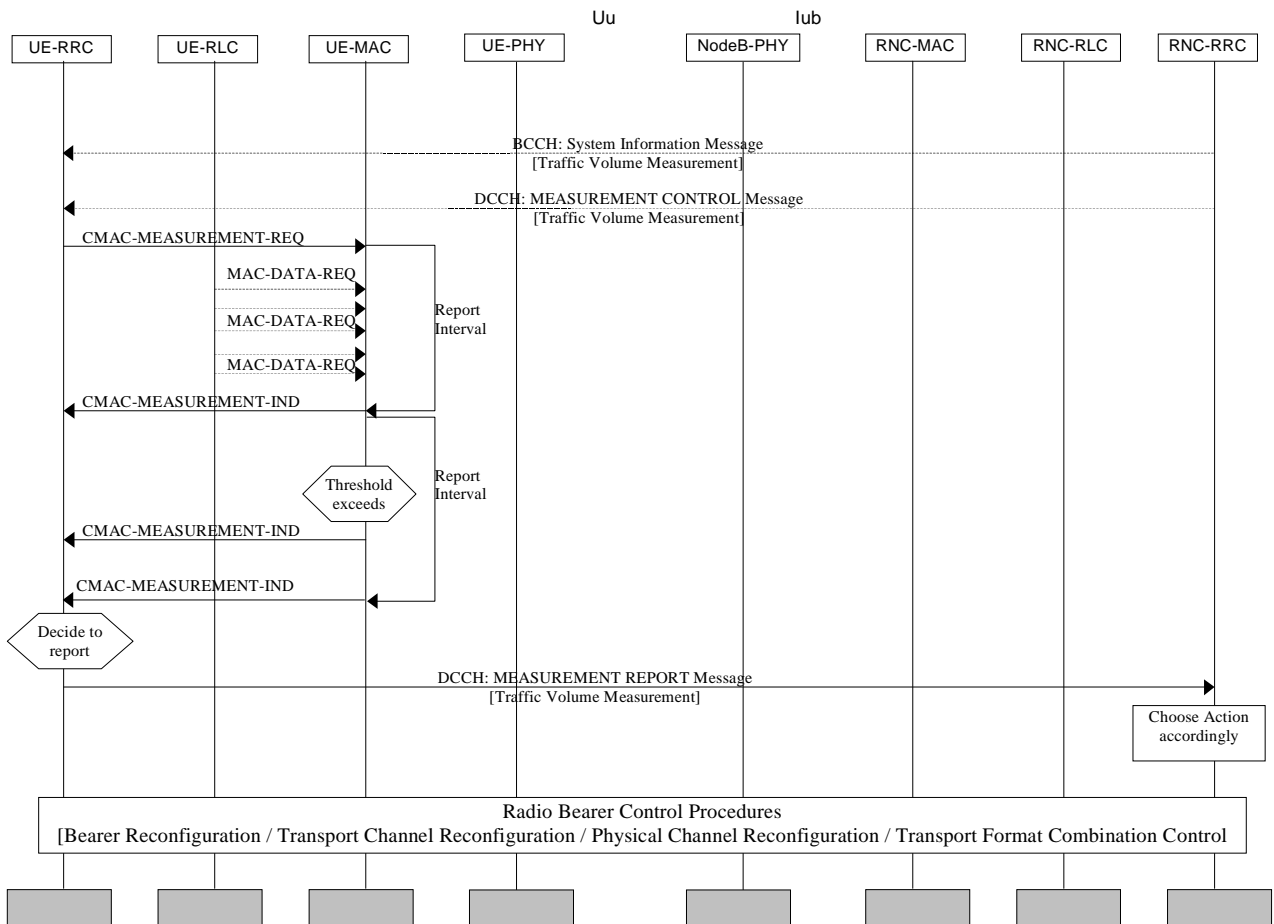 Uu Iub
UE-RRC UE-RLC UE-MAC UE-PHY NodeB-PHY RNC-MAC RNC-RLC RNC-RRC
BCCH: System Information Message
[Traffic Volume Measurement]
DCCH: MEASUREMENT CONTROL Message
[Traffic Volume Measurement]
CMAC-MEASUREMENT-REQ
MAC-DATA-REQ
Report
Interval
MAC-DATA-REQ
MAC-DATA-REQ
CMAC-MEASUREMENT-IND
Report
Interval
Threshold
exceeds
CMAC-MEASUREMENT-IND
CMAC-MEASUREMENT-IND
Decide to
report
DCCH: MEASUREMENT REPORT Message
[Traffic Volume Measurement]
Choose Action
accordingly
Radio Bearer Control Procedures
[Bearer Reconfiguration / Transport Channel Reconfiguration / Physical Channel Reconfiguration / Transport Format Combination Control